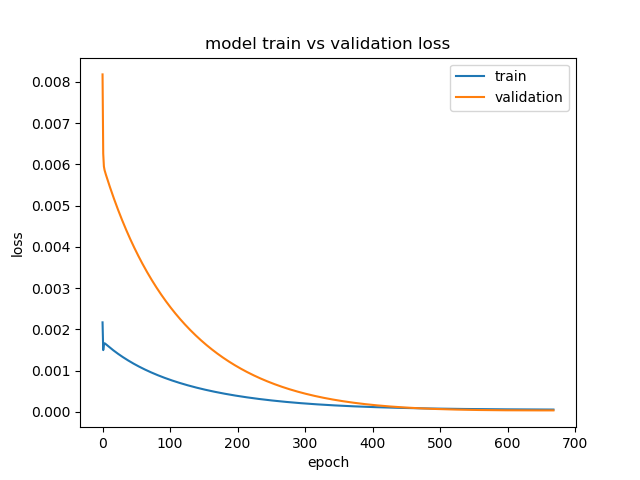 model train vs validation loss
train
validation
0.008
0.007
0.006
0.005
0.004
0.003
0.002
0.001
0.000
loss
0 100 200 300 400 500 600 700
epoch